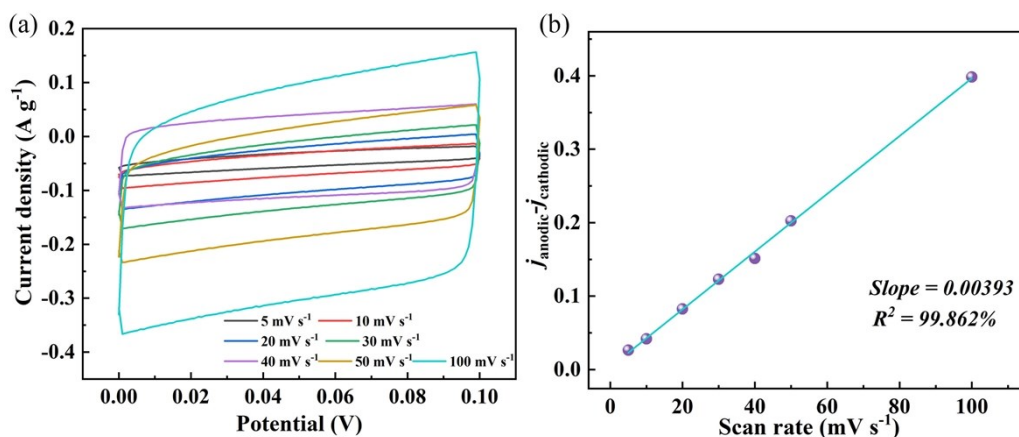 (a)
Current density (A g⁻¹)
0.2
0.1
0.0
-0.1
-0.2
-0.3
-0.4
5 mV s⁻¹ 10 mV s⁻¹
20 mV s⁻¹ 30 mV s⁻¹
40 mV s⁻¹ 50 mV s⁻¹ 100 mV s⁻¹
0.00 0.02 0.04 0.06 0.08 0.10
Potential (V)
(b)
j anodic-j cathodic
0.4
0.3
0.2
0.1
0.0
Slope = 0.00393
R² = 99.862%
0 20 40 60 80 100
Scan rate (mV s⁻¹)